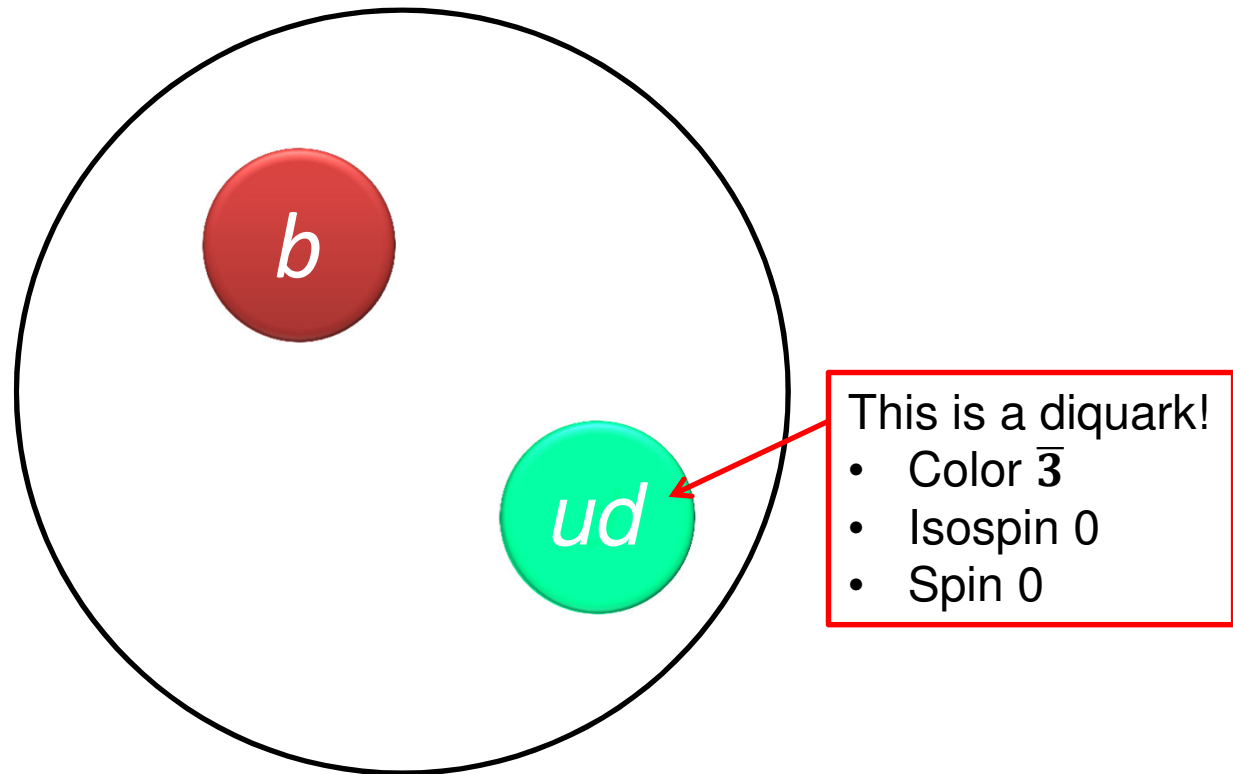 b
ud
This is a diquark!
• Color 3̅
• Isospin 0
• Spin 0